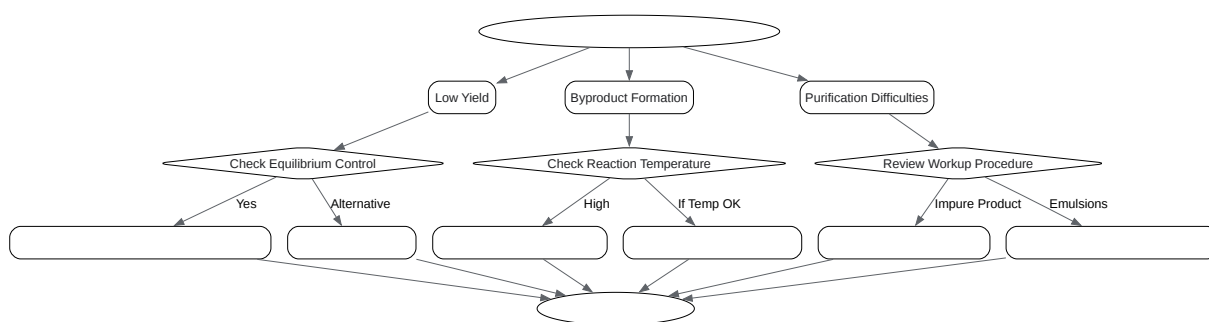 Low Yield
Byproduct Formation
Purification Difficulties
Check Equilibrium Control
Check Reaction Temperature
Review Workup Procedure
Yes
Alternative
High
If Temp OK
Impure Product
Emulsions